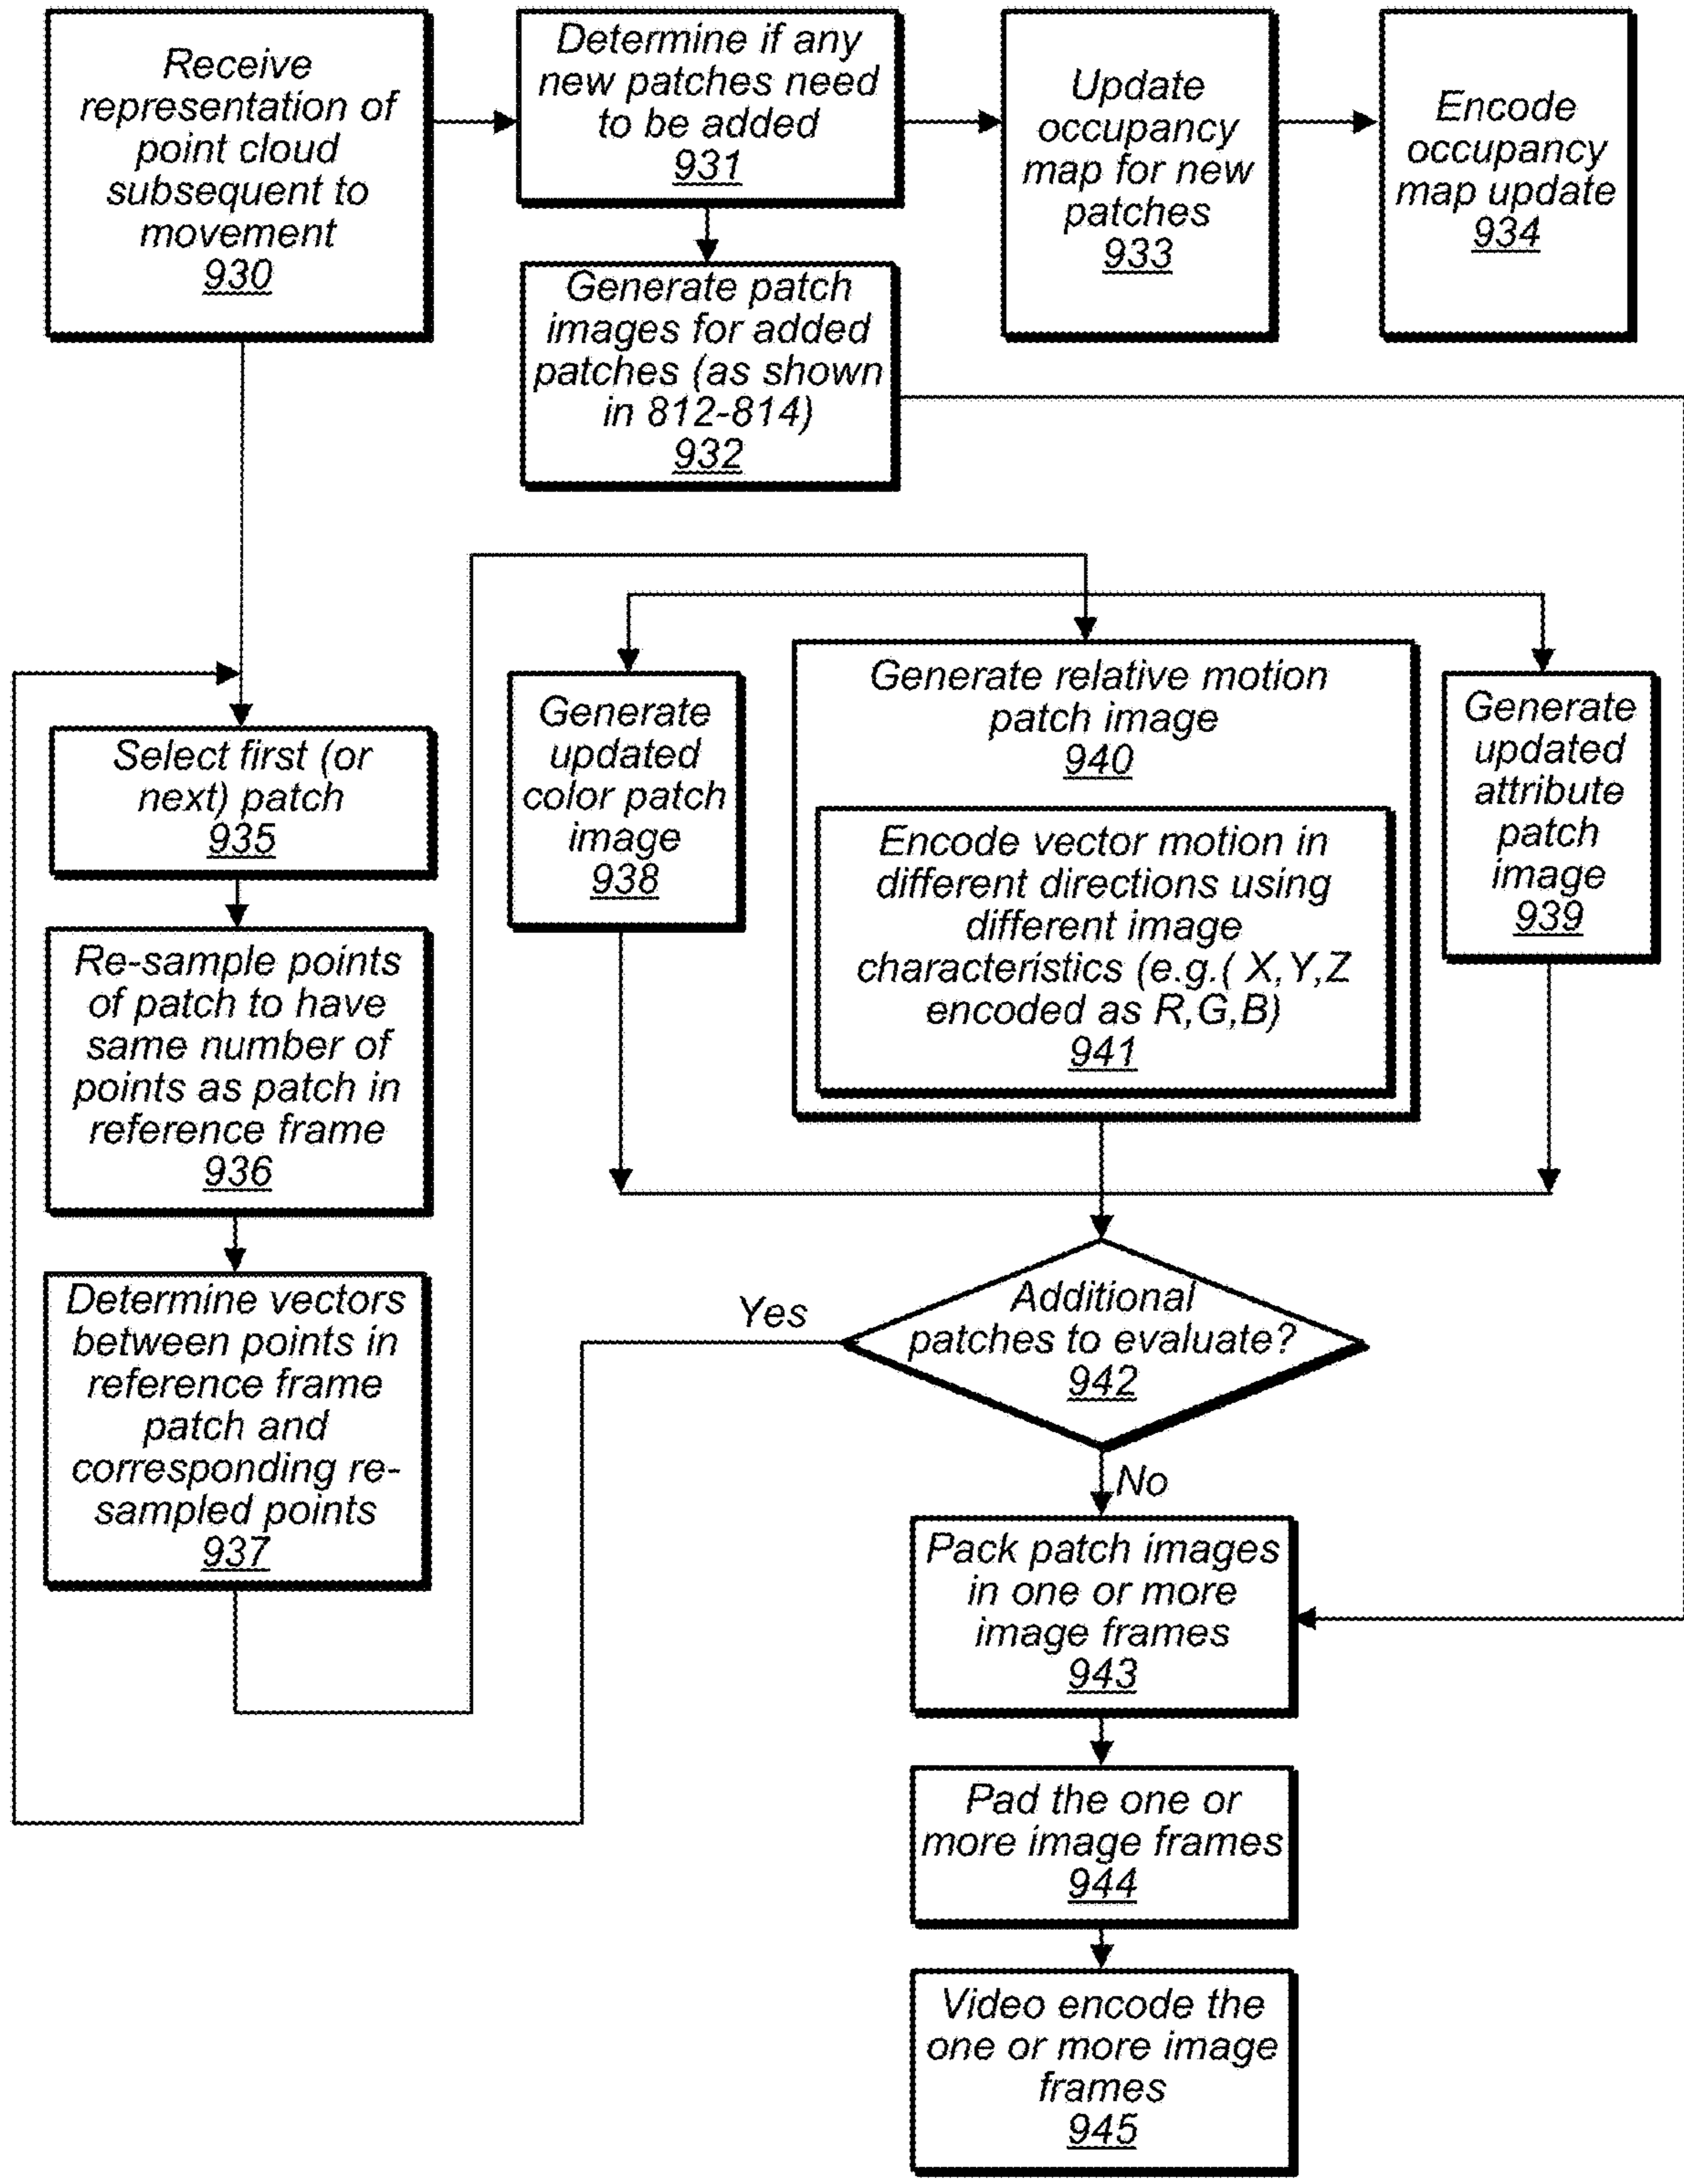 Receive
representation of
point cloud
subsequent to
movement
930
Determine if any
new patches need
to be added
931
Update
occupancy
map for new
patches
933
Encode
occupancy
map update
934
Generate patch
images for added
patches (as shown
in 812-814)
932
Select first (or
next) patch
935
Re-sample points
of patch to have
same number of
points as patch in
reference frame
936
Determine vectors
between points in
reference frame
patch and
corresponding re-
sampled points
937
Generate
updated
color patch
image
938
Generate relative motion
patch image
940
Encode vector motion in
different directions using
different image
characteristics (e.g.( X,Y,Z
encoded as R,G,B)
941
Generate
updated
attribute
patch
image
939
Additional
patches to evaluate?
942
Yes
No
Pack patch images
in one or more
image frames
943
Pad the one or
more image frames
944
Video encode the
one or more image
frames
945